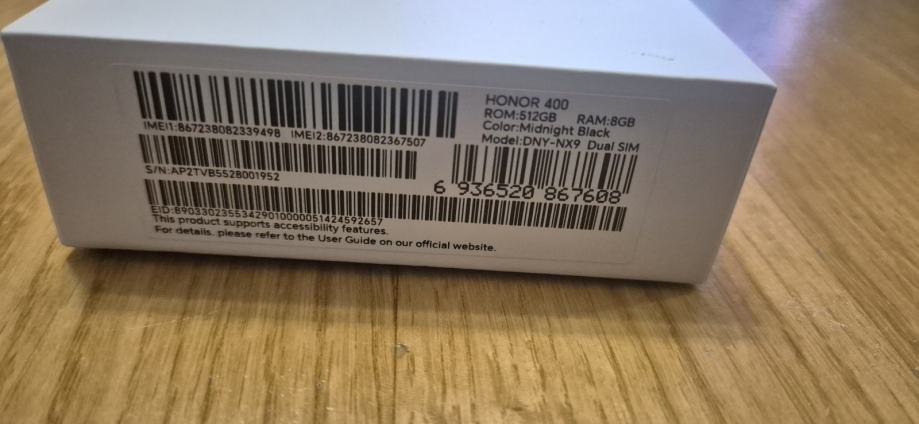 HONOR 400
ROM:512GB RAM:8GB
Color:Midnight Black
Model:DNY-NX9 Dual SIM
IMEI1:867238082339498 IMEI2:867238082367507
S/N:AP2TVB5528001952
6 936520 867608
EID:89033023553429010000051424592657
This product supports accessibility features.
For details, please refer to the User Guide on our official website.